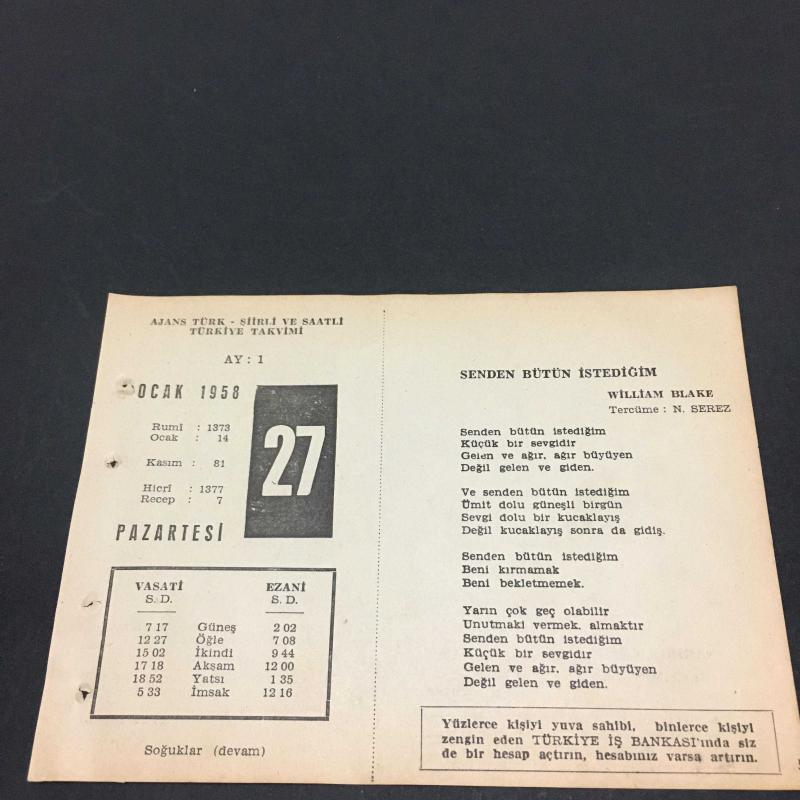 AJANS TÜRK - ŞİİRLİ VE SAATLİ
TÜRKİYE TAKVİMİ
AY : 1
OCAK 1958
27
Rumî : 1373
Ocak : 14
Kasım : 81
Hicrî : 1377
Recep : 7
PAZARTESİ
VASATİ EZANİ
S. D. S. D.
7 17 Güneş 2 02
12 27 Öğle 7 08
15 02 İkindi 9 44
17 18 Akşam 12 00
18 52 Yatsı 1 35
5 33 İmsak 12 16
Soğuklar (devam)
SENDEN BÜTÜN İSTEDİĞİM
WİLLİAM BLAKE
Tercüme : N. SEREZ
Senden bütün istediğim
Küçük bir sevgidir
Gelen ve ağır, ağır büyüyen
Değil gelen ve giden.
Ve senden bütün istediğim
Ümit dolu güneşli birgün
Sevgi dolu bir kucaklayış
Değil kucaklayış sonra da gidiş.
Senden bütün istediğim
Beni kırmamak
Beni bekletmemek.
Yarın çok geç olabilir
Unutmaki vermek, almaktır
Senden bütün istediğim
Küçük bir sevgidir
Gelen ve ağır, ağır büyüyen
Değil gelen ve giden.
Yüzlerce kişiyi yuva sahibi, binlerce kişiyi
zengin eden TÜRKİYE İŞ BANKASI'ında siz
de bir hesap açtırın, hesabınız varsa artırın.